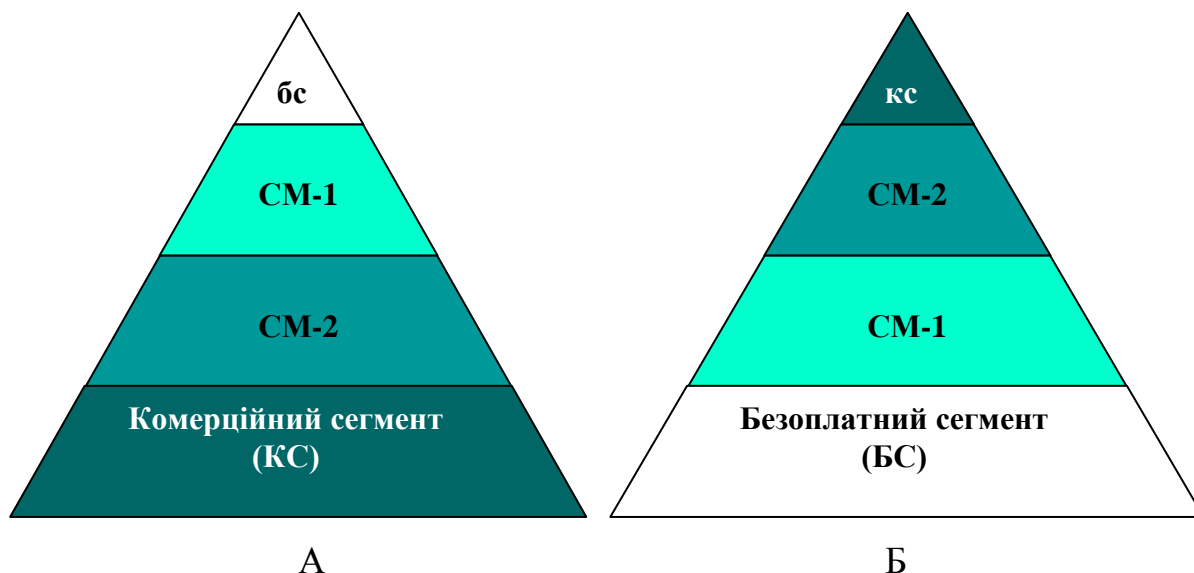 бс
СМ-1
СМ-2
Комерційний сегмент
(КС)
А
кс
СМ-2
СМ-1
Безоплатний сегмент
(БС)
Б